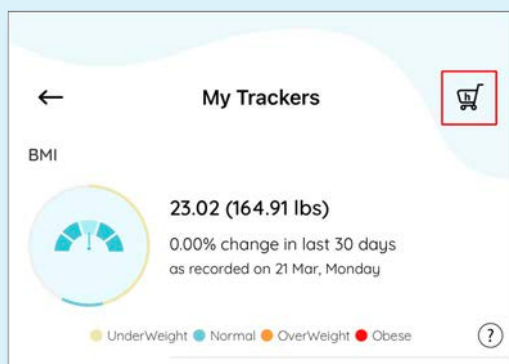 My Trackers
h
BMI
23.02 (164.91 lbs)
0.00% change in last 30 days
as recorded on 21 Mar, Monday
UnderWeight Normal OverWeight Obese
?